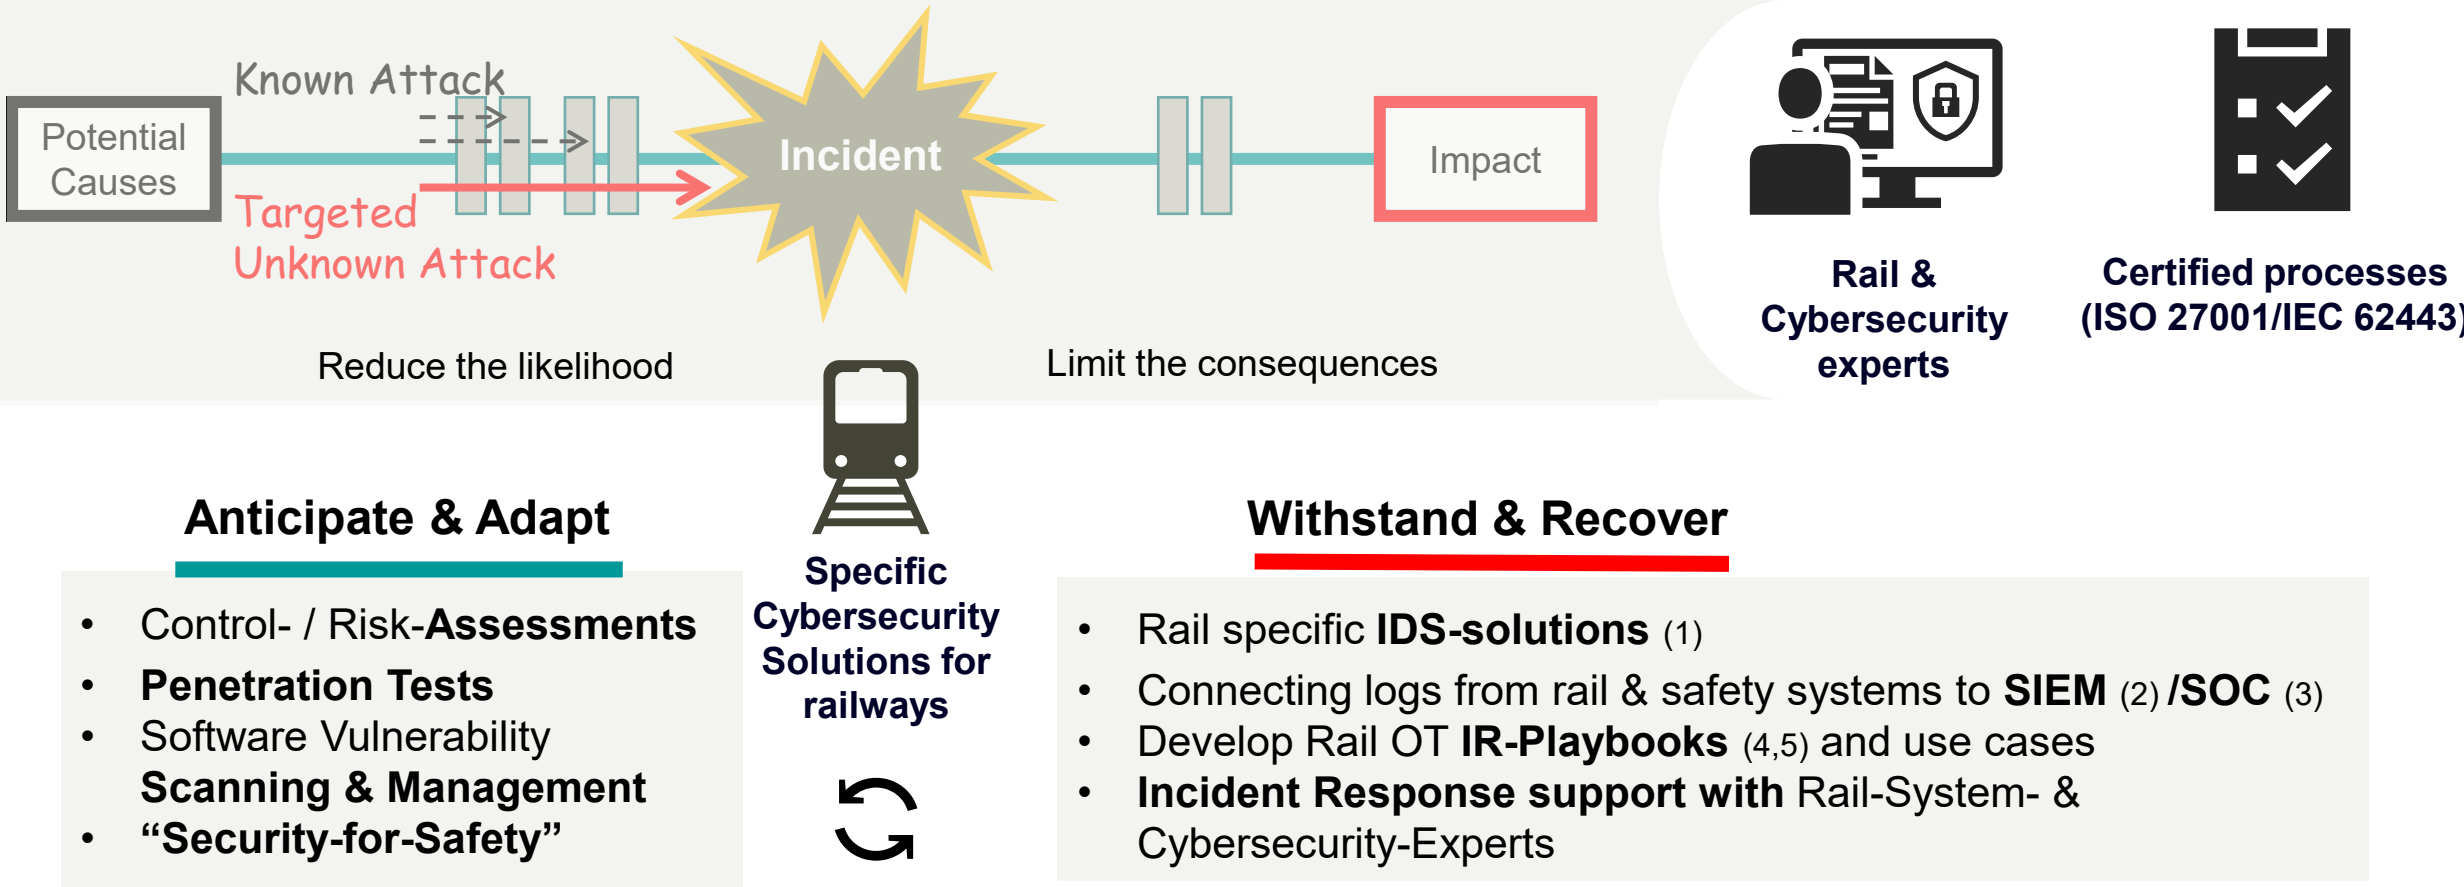 Known Attack
Potential
Causes
Targeted
Unknown Attack
Incident
Impact
Reduce the likelihood
Limit the consequences
Rail &
Cybersecurity
experts
Certified processes
(ISO 27001/IEC 62443)
Anticipate & Adapt
• Control- / Risk-Assessments
• Penetration Tests
• Software Vulnerability
Scanning & Management
• “Security-for-Safety”
Specific
Cybersecurity
Solutions for
railways
Withstand & Recover
• Rail specific IDS-solutions (1)
• Connecting logs from rail & safety systems to SIEM (2) /SOC (3)
• Develop Rail OT IR-Playbooks (4,5) and use cases
• Incident Response support with Rail-System- &
Cybersecurity-Experts